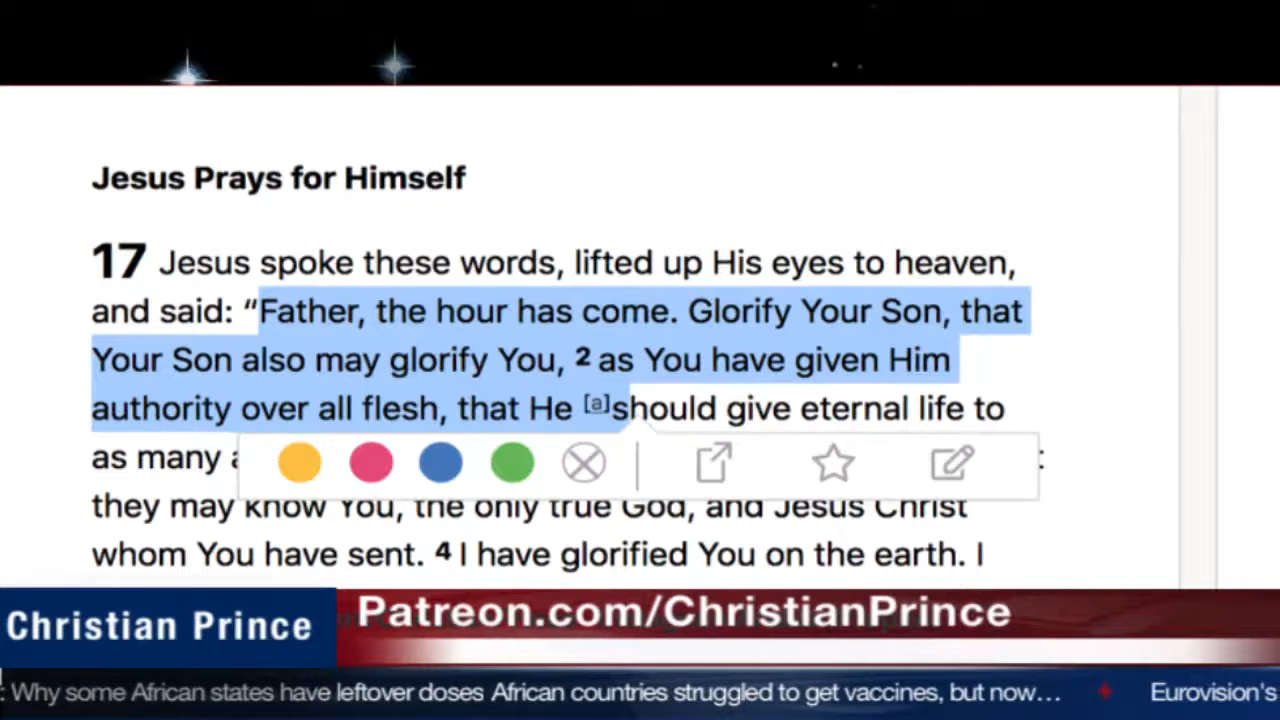 Jesus Prays for Himself
17 Jesus spoke these words, lifted up His eyes to heaven,
and said: “Father, the hour has come. Glorify Your Son, that
Your Son also may glorify You, 2 as You have given Him
authority over all flesh, that He [a]should give eternal life to
as many
they may know You, the only true God, and Jesus Christ
whom You have sent. 4 I have glorified You on the earth. I
Christian Prince
Patreon.com/ChristianPrince
: Why some African states have leftover doses African countries struggled to get vaccines, but now… Eurovision's